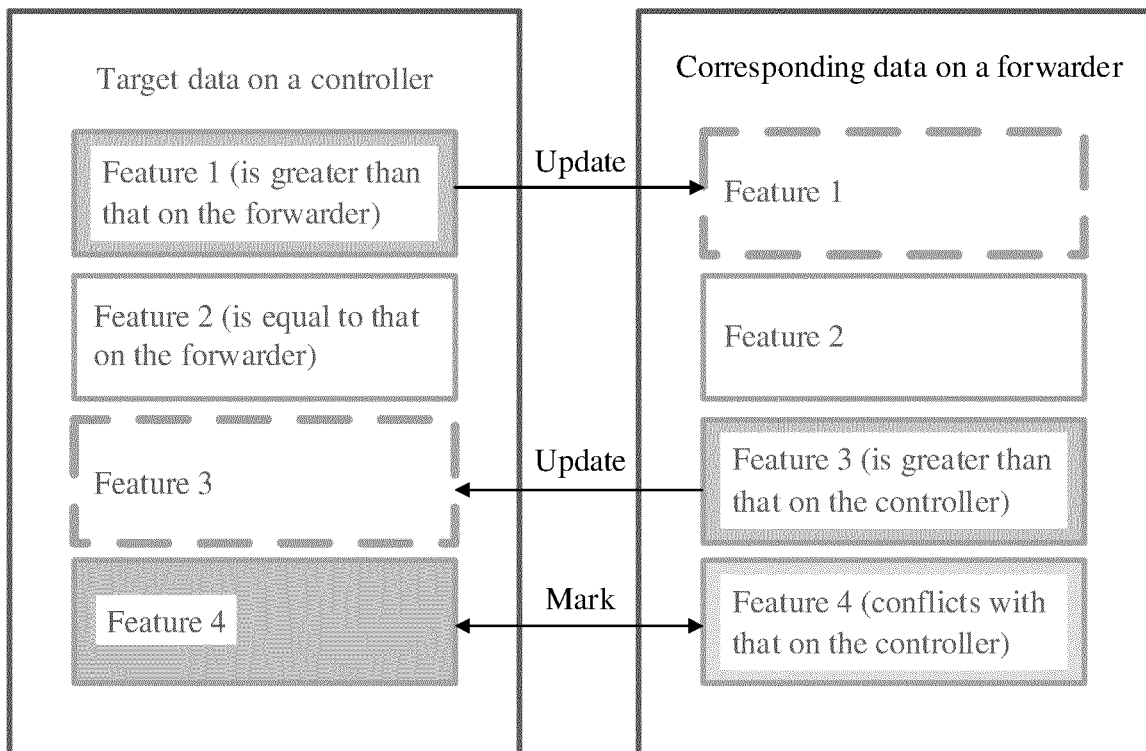 Target data on a controller
Corresponding data on a forwarder
Feature 1 (is greater than
that on the forwarder)
Update
Feature 1
Feature 2 (is equal to that
on the forwarder)
Feature 2
Feature 3
Update
Feature 3 (is greater than
that on the controller)
Feature 4
Mark
Feature 4 (conflicts with
that on the controller)